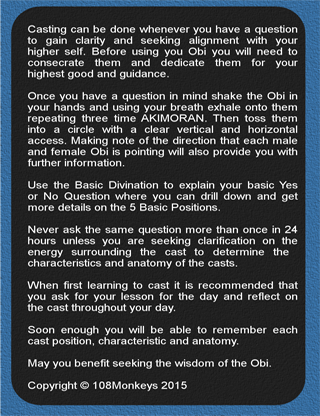 Casting can be done whenever you have a question
to gain clarity and seeking alignment with your
higher self. Before using you Obi you will need to
consecrate them and dedicate them for your
highest good and guidance.
Once you have a question in mind shake the Obi in
your hands and using your breath exhale onto them
repeating three time AKIMORAN. Then toss them
into a circle with a clear vertical and horizontal
access. Making note of the direction that each male
and female Obi is pointing will also provide you with
further information.
Use the Basic Divination to explain your basic Yes
or No Question where you can drill down and get
more details on the 5 Basic Positions.
Never ask the same question more than once in 24
hours unless you are seeking clarification on the
energy surrounding the cast to determine the
characteristics and anatomy of the casts.
When first learning to cast it is recommended that
you ask for your lesson for the day and reflect on
the cast throughout your day.
Soon enough you will be able to remember each
cast position, characteristic and anatomy.
May you benefit seeking the wisdom of the Obi.
Copyright © 108Monkeys 2015